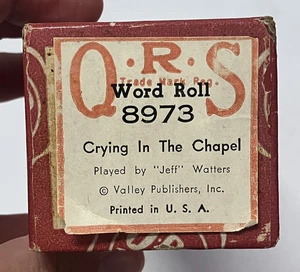 Q·R·S
Trade Mark Reg.
Word Roll
8973
Crying In The Chapel
Played by "Jeff" Watters
© Valley Publishers, Inc.
Printed in U. S. A.